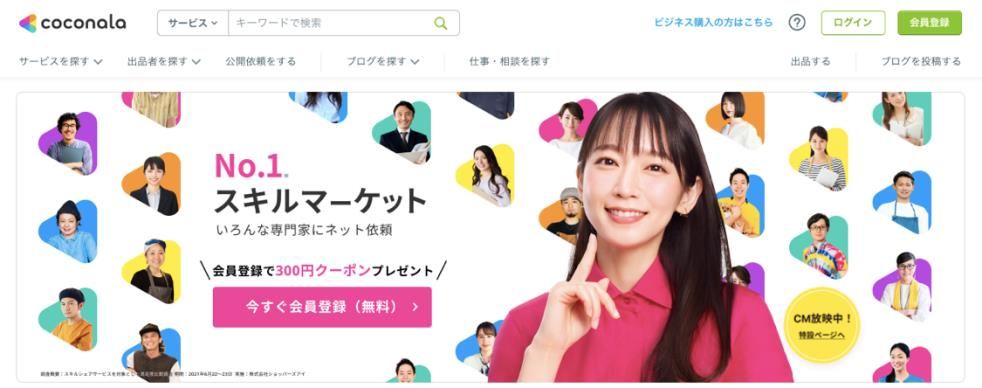 coconala
サービス
キーワードで検索
ビジネス購入の方はこちら
?
ログイン
会員登録
サービスを探す
出品者を探す
公開依頼をする
ブログを探す
仕事・相談を探す
出品する
ブログを投稿する
No.1※
スキルマーケット
いろんな専門家にネット依頼
\会員登録で300円クーポンプレゼント/
今すぐ会員登録(無料)
CM放映中!
特設ページへ
調査概要:スキルシェアサービスを対象とした
期間:2021年6月22~23日 実施:株式会社ショッパーズアイ